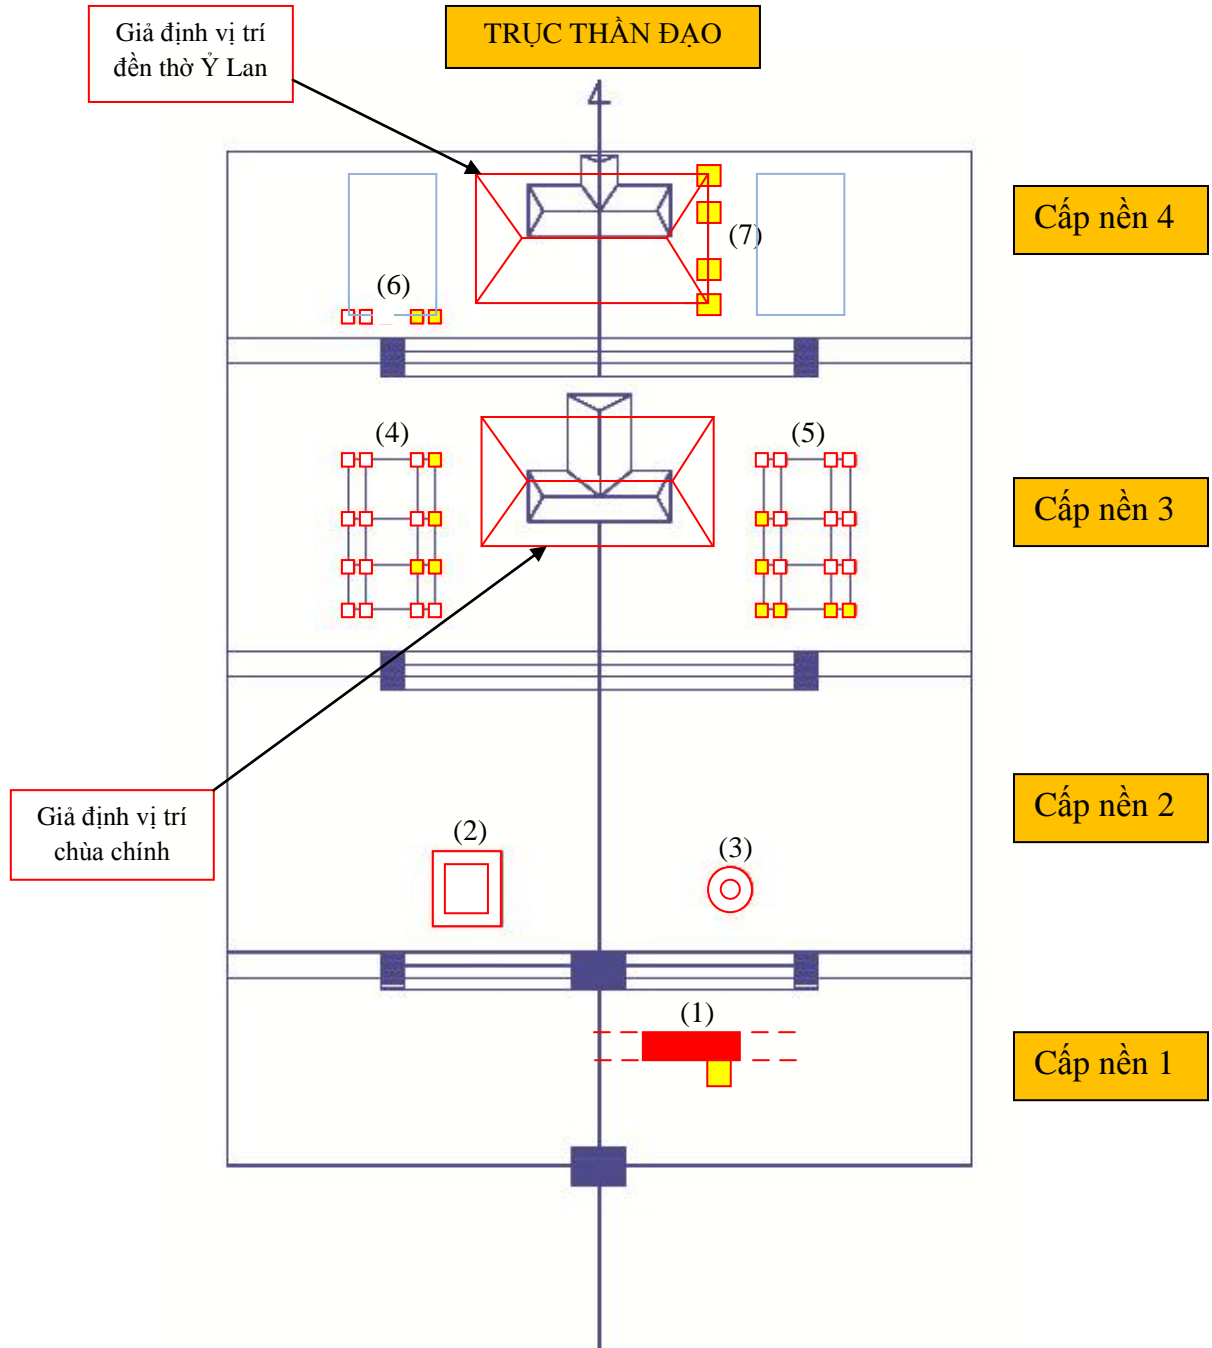 Giả định vị trí
đền thờ Ỷ Lan
TRỤC THẦN ĐẠO
Cấp nền 4
(7)
(6)
(4)
(5)
Cấp nền 3
Giả định vị trí
chùa chính
Cấp nền 2
(2)
(3)
(1)
Cấp nền 1